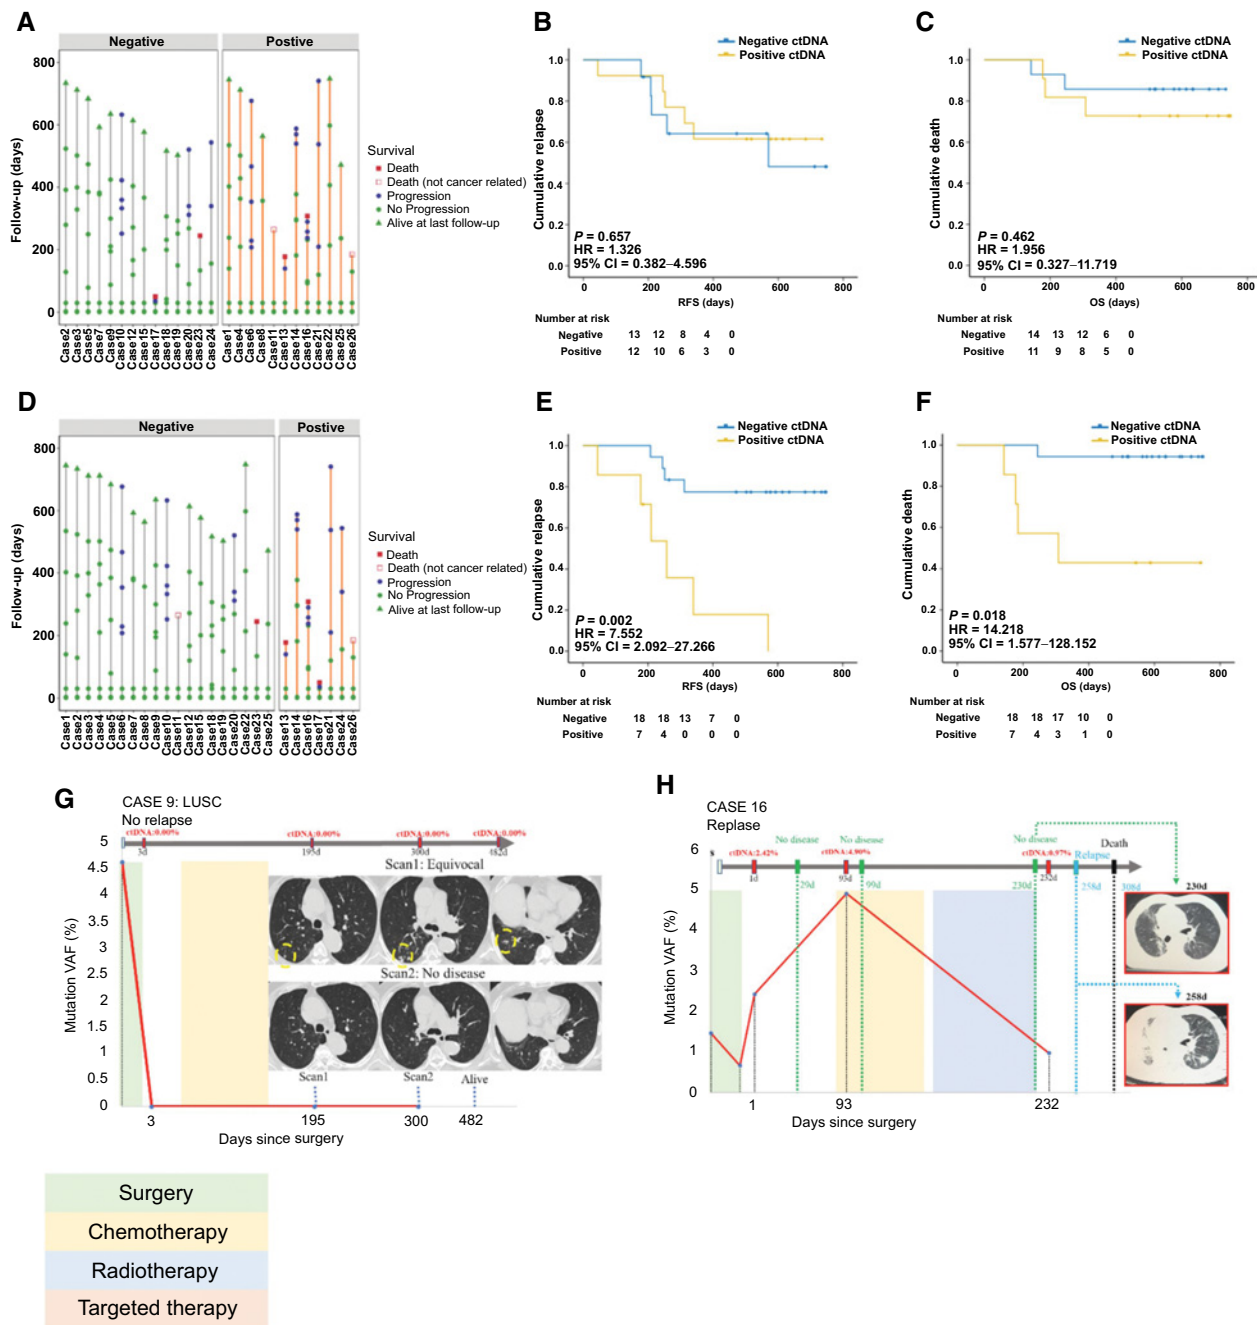 A
Negative
Postive
800
600
400
200
0
Follow-up (days)
Case2
Case3
Case5
Case7
Case9
Case10
Case12
Case15
Case17
Case18
Case19
Case20
Case23
Case24
Case1
Case4
Case6
Case8
Case11
Case13
Case14
Case16
Case21
Case22
Case25
Case26
Survival
Death
Death (not cancer related)
Progression
No Progression
Alive at last follow-up
B
Negative ctDNA
Positive ctDNA
1.0
0.8
0.6
0.4
0.2
0.0
Cumulative relapse
P = 0.657
HR = 1.326
95% CI = 0.382–4.596
0 200 400 600 800
RFS (days)
Number at risk
Negative 13 12 8 4 0
Positive 12 10 6 3 0
C
Negative ctDNA
Positive ctDNA
1.0
0.8
0.6
0.4
0.2
0.0
Cumulative death
P = 0.462
HR = 1.956
95% CI = 0.327–11.719
0 200 400 600 800
OS (days)
Number at risk
Negative 14 13 12 6 0
Positive 11 9 8 5 0
D
Negative
Postive
800
600
400
200
0
Follow-up (days)
Case1
Case2
Case3
Case4
Case5
Case6
Case7
Case8
Case9
Case10
Case11
Case12
Case15
Case18
Case19
Case20
Case22
Case23
Case25
Case13
Case14
Case16
Case17
Case21
Case24
Case26
Survival
Death
Death (not cancer related)
Progression
No Progression
Alive at last follow-up
E
Negative ctDNA
Positive ctDNA
1.0
0.8
0.6
0.4
0.2
0.0
Cumulative relapse
P = 0.002
HR = 7.552
95% CI = 2.092–27.266
0 200 400 600 800
RFS (days)
Number at risk
Negative 18 18 13 7 0
Positive 7 4 0 0 0
F
Negative ctDNA
Positive ctDNA
1.0
0.8
0.6
0.4
0.2
0.0
Cumulative death
P = 0.018
HR = 14.218
95% CI = 1.577–128.152
0 200 400 600 800
OS (days)
Number at risk
Negative 18 18 17 10 0
Positive 7 4 3 1 0
G
CASE 9: LUSC
No relapse
ctDNA:0.00% ctDNA:0.00% ctDNA:0.00% ctDNA:0.00%
3d 195d 300d 482d
Scan1: Equivocal
Scan2: No disease
5
4.5
4
3.5
3
2.5
2
1.5
1
0.5
0
Mutation VAF (%)
Scan1 Scan2 Alive
3 195 300 482
Days since surgery
H
CASE 16
Replase
No disease No disease No disease
Death
s ctDNA:2.42% ctDNA:4.90% ctDNA:0.97% Relapse
1d 29d 93d 99d 230d 232d 258d 308d
230d
258d
6
5
4
3
2
1
0
Mutation VAF (%)
1 93 232
Days since surgery
Surgery
Chemotherapy
Radiotherapy
Targeted therapy